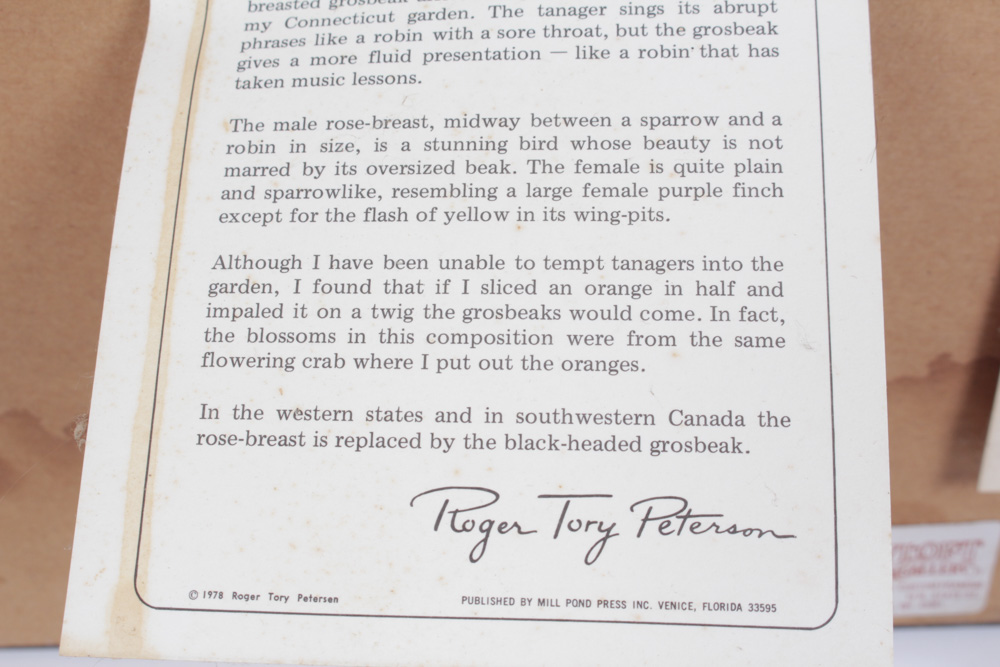 breasted grosbeak
my Connecticut garden. The tanager sings its abrupt
phrases like a robin with a sore throat, but the grosbeak
gives a more fluid presentation — like a robin that has
taken music lessons.
The male rose-breast, midway between a sparrow and a
robin in size, is a stunning bird whose beauty is not
marred by its oversized beak. The female is quite plain
and sparrowlike, resembling a large female purple finch
except for the flash of yellow in its wing-pits.
Although I have been unable to tempt tanagers into the
garden, I found that if I sliced an orange in half and
impaled it on a twig the grosbeaks would come. In fact,
the blossoms in this composition were from the same
flowering crab where I put out the oranges.
In the western states and in southwestern Canada the
rose-breast is replaced by the black-headed grosbeak.
Roger Tory Peterson
© 1978 Roger Tory Petersen
PUBLISHED BY MILL POND PRESS INC. VENICE, FLORIDA 33595